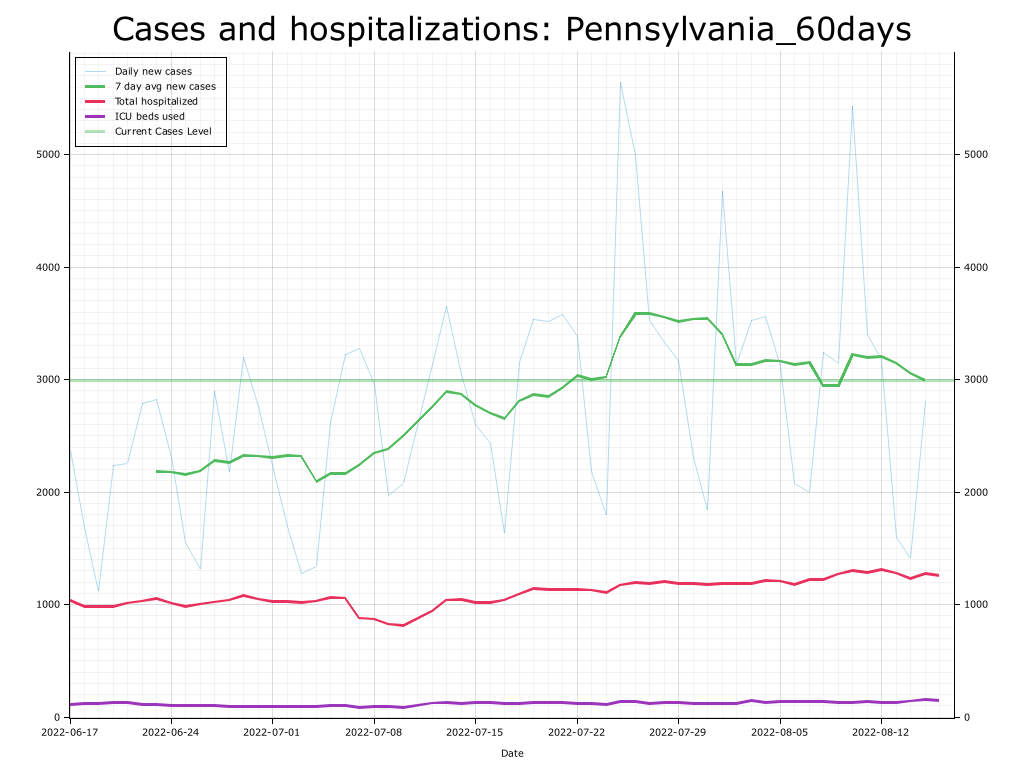 Cases and hospitalizations: Pennsylvania_60days
Daily new cases
7 day avg new cases
Total hospitalized
ICU beds used
Current Cases Level
5000 5000
4000 4000
3000 3000
2000 2000
1000 1000
0 0
2022-06-17 2022-06-24 2022-07-01 2022-07-08 2022-07-15 2022-07-22 2022-07-29 2022-08-05 2022-08-12
Date